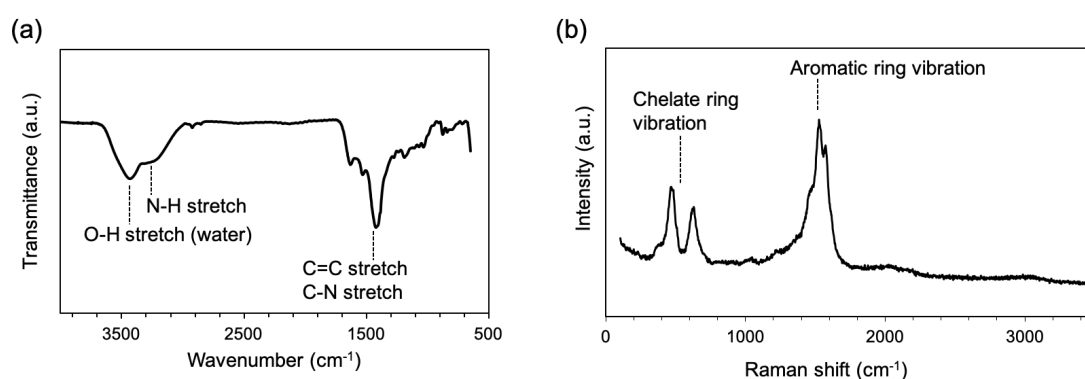 (a)
Transmittance (a.u.)
N-H stretch
O-H stretch (water)
C=C stretch
C-N stretch
3500
2500
1500
500
Wavenumber (cm⁻¹)
(b)
Intensity (a.u.)
Aromatic ring vibration
Chelate ring
vibration
0
1000
2000
3000
Raman shift (cm⁻¹)